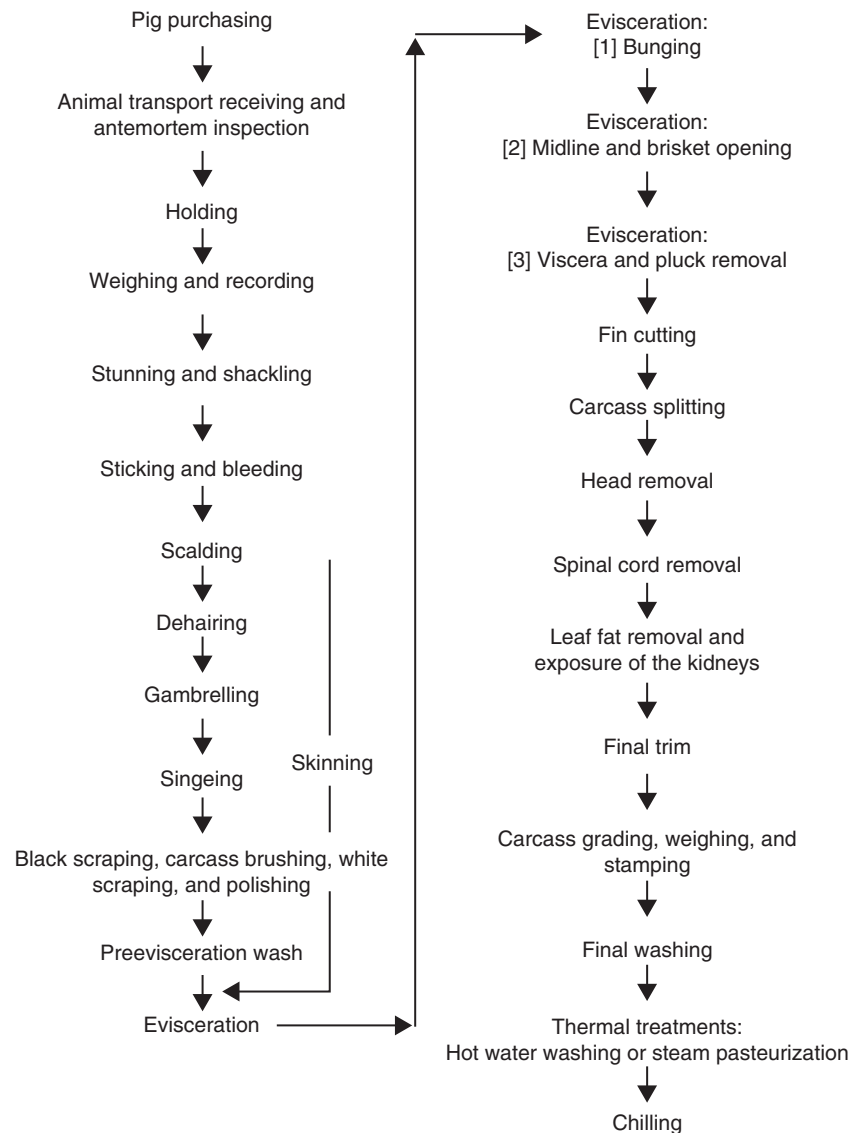 Pig purchasing
Animal transport receiving and
antemortem inspection
Holding
Weighing and recording
Stunning and shackling
Sticking and bleeding
Scalding
Dehairing
Gambrelling
Singeing
Skinning
Black scraping, carcass brushing, white
scraping, and polishing
Preevisceration wash
Evisceration
Evisceration:
[1] Bunging
Evisceration:
[2] Midline and brisket opening
Evisceration:
[3] Viscera and pluck removal
Fin cutting
Carcass splitting
Head removal
Spinal cord removal
Leaf fat removal and
exposure of the kidneys
Final trim
Carcass grading, weighing, and
stamping
Final washing
Thermal treatments:
Hot water washing or steam pasteurization
Chilling